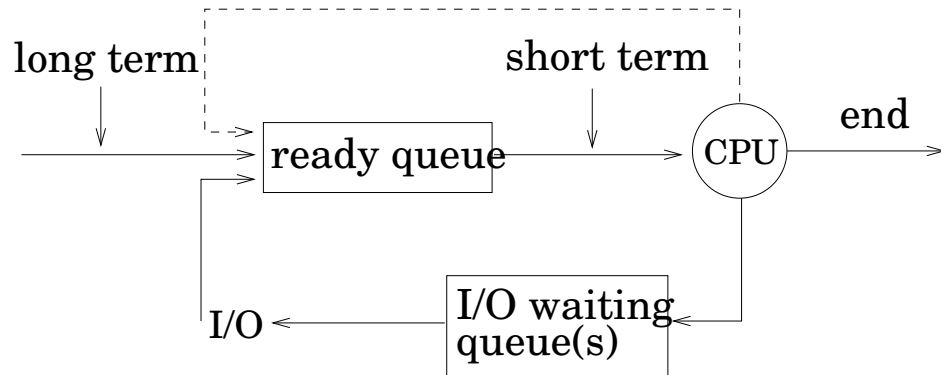 long term
short term
end
ready queue
CPU
I/O waiting
queue(s)
I/O